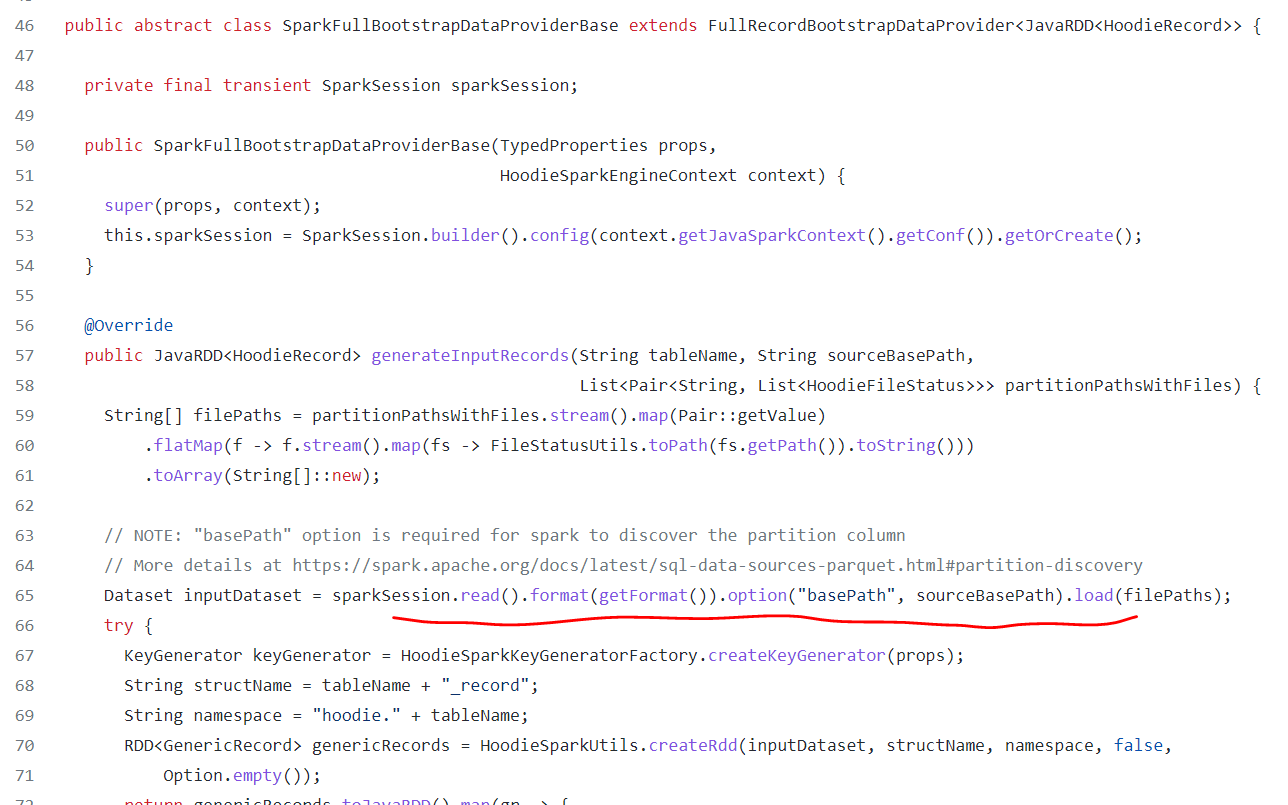 46 public abstract class SparkFullBootstrapDataProviderBase extends FullRecordBootstrapDataProvider<JavaRDD<HoodieRecord>> {
47
48 private final transient SparkSession sparkSession;
49
50 public SparkFullBootstrapDataProviderBase(TypedProperties props,
51 HoodieSparkEngineContext context) {
52 super(props, context);
53 this.sparkSession = SparkSession.builder().config(context.getJavaSparkContext().getConf()).getOrCreate();
54 }
55
56 @Override
57 public JavaRDD<HoodieRecord> generateInputRecords(String tableName, String sourceBasePath,
58 List<Pair<String, List<HoodieFileStatus>>> partitionPathsWithFiles) {
59 String[] filePaths = partitionPathsWithFiles.stream().map(Pair::getValue)
60 .flatMap(f -> f.stream().map(fs -> FileStatusUtils.toPath(fs.getPath()).toString()))
61 .toArray(String[]::new);
62
63 // NOTE: "basePath" option is required for spark to discover the partition column
64 // More details at https://spark.apache.org/docs/latest/sql-data-sources-parquet.html#partition-discovery
65 Dataset inputDataset = sparkSession.read().format(getFormat()).option("basePath", sourceBasePath).load(filePaths);
66 try {
67 KeyGenerator keyGenerator = HoodieSparkKeyGeneratorFactory.createKeyGenerator(props);
68 String structName = tableName + "_record";
69 String namespace = "hoodie." + tableName;
70 RDD<GenericRecord> genericRecords = HoodieSparkUtils.createRdd(inputDataset, structName, namespace, false,
71 Option.empty());
72 return genericRecords.toJavaRDD().map(gr -> {